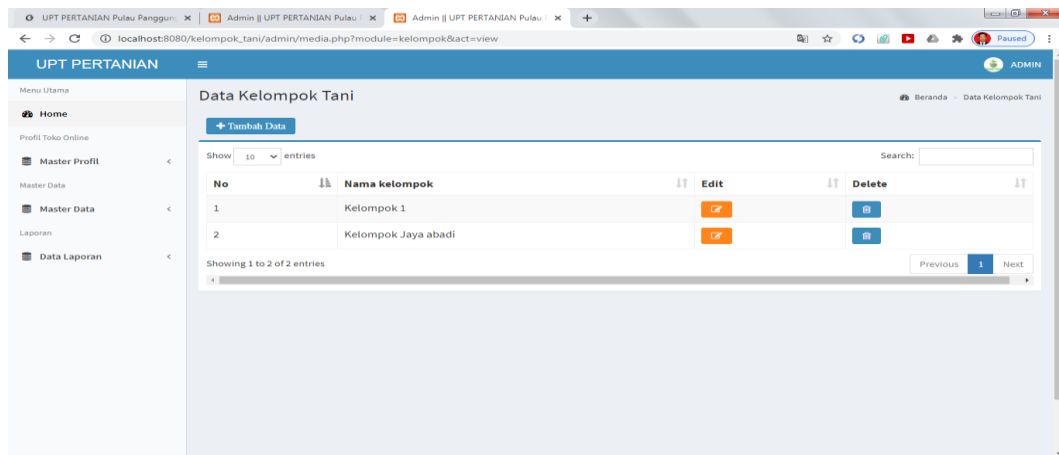 UPT PERTANIAN Pulau Panggung
Admin || UPT PERTANIAN Pulau
Admin || UPT PERTANIAN Pulau
localhost:8080/kelompok_tani/admin/media.php?module=kelompok&act=view
Paused
UPT PERTANIAN
ADMIN
Menu Utama
Home
Profil Toko Online
Master Profil
Master Data
Master Data
Laporan
Data Laporan
Data Kelompok Tani
Beranda > Data Kelompok Tani
+ Tambah Data
Show 10 entries
Search:
No Nama kelompok Edit Delete
1 Kelompok 1
2 Kelompok Jaya abadi
Showing 1 to 2 of 2 entries
Previous 1 Next